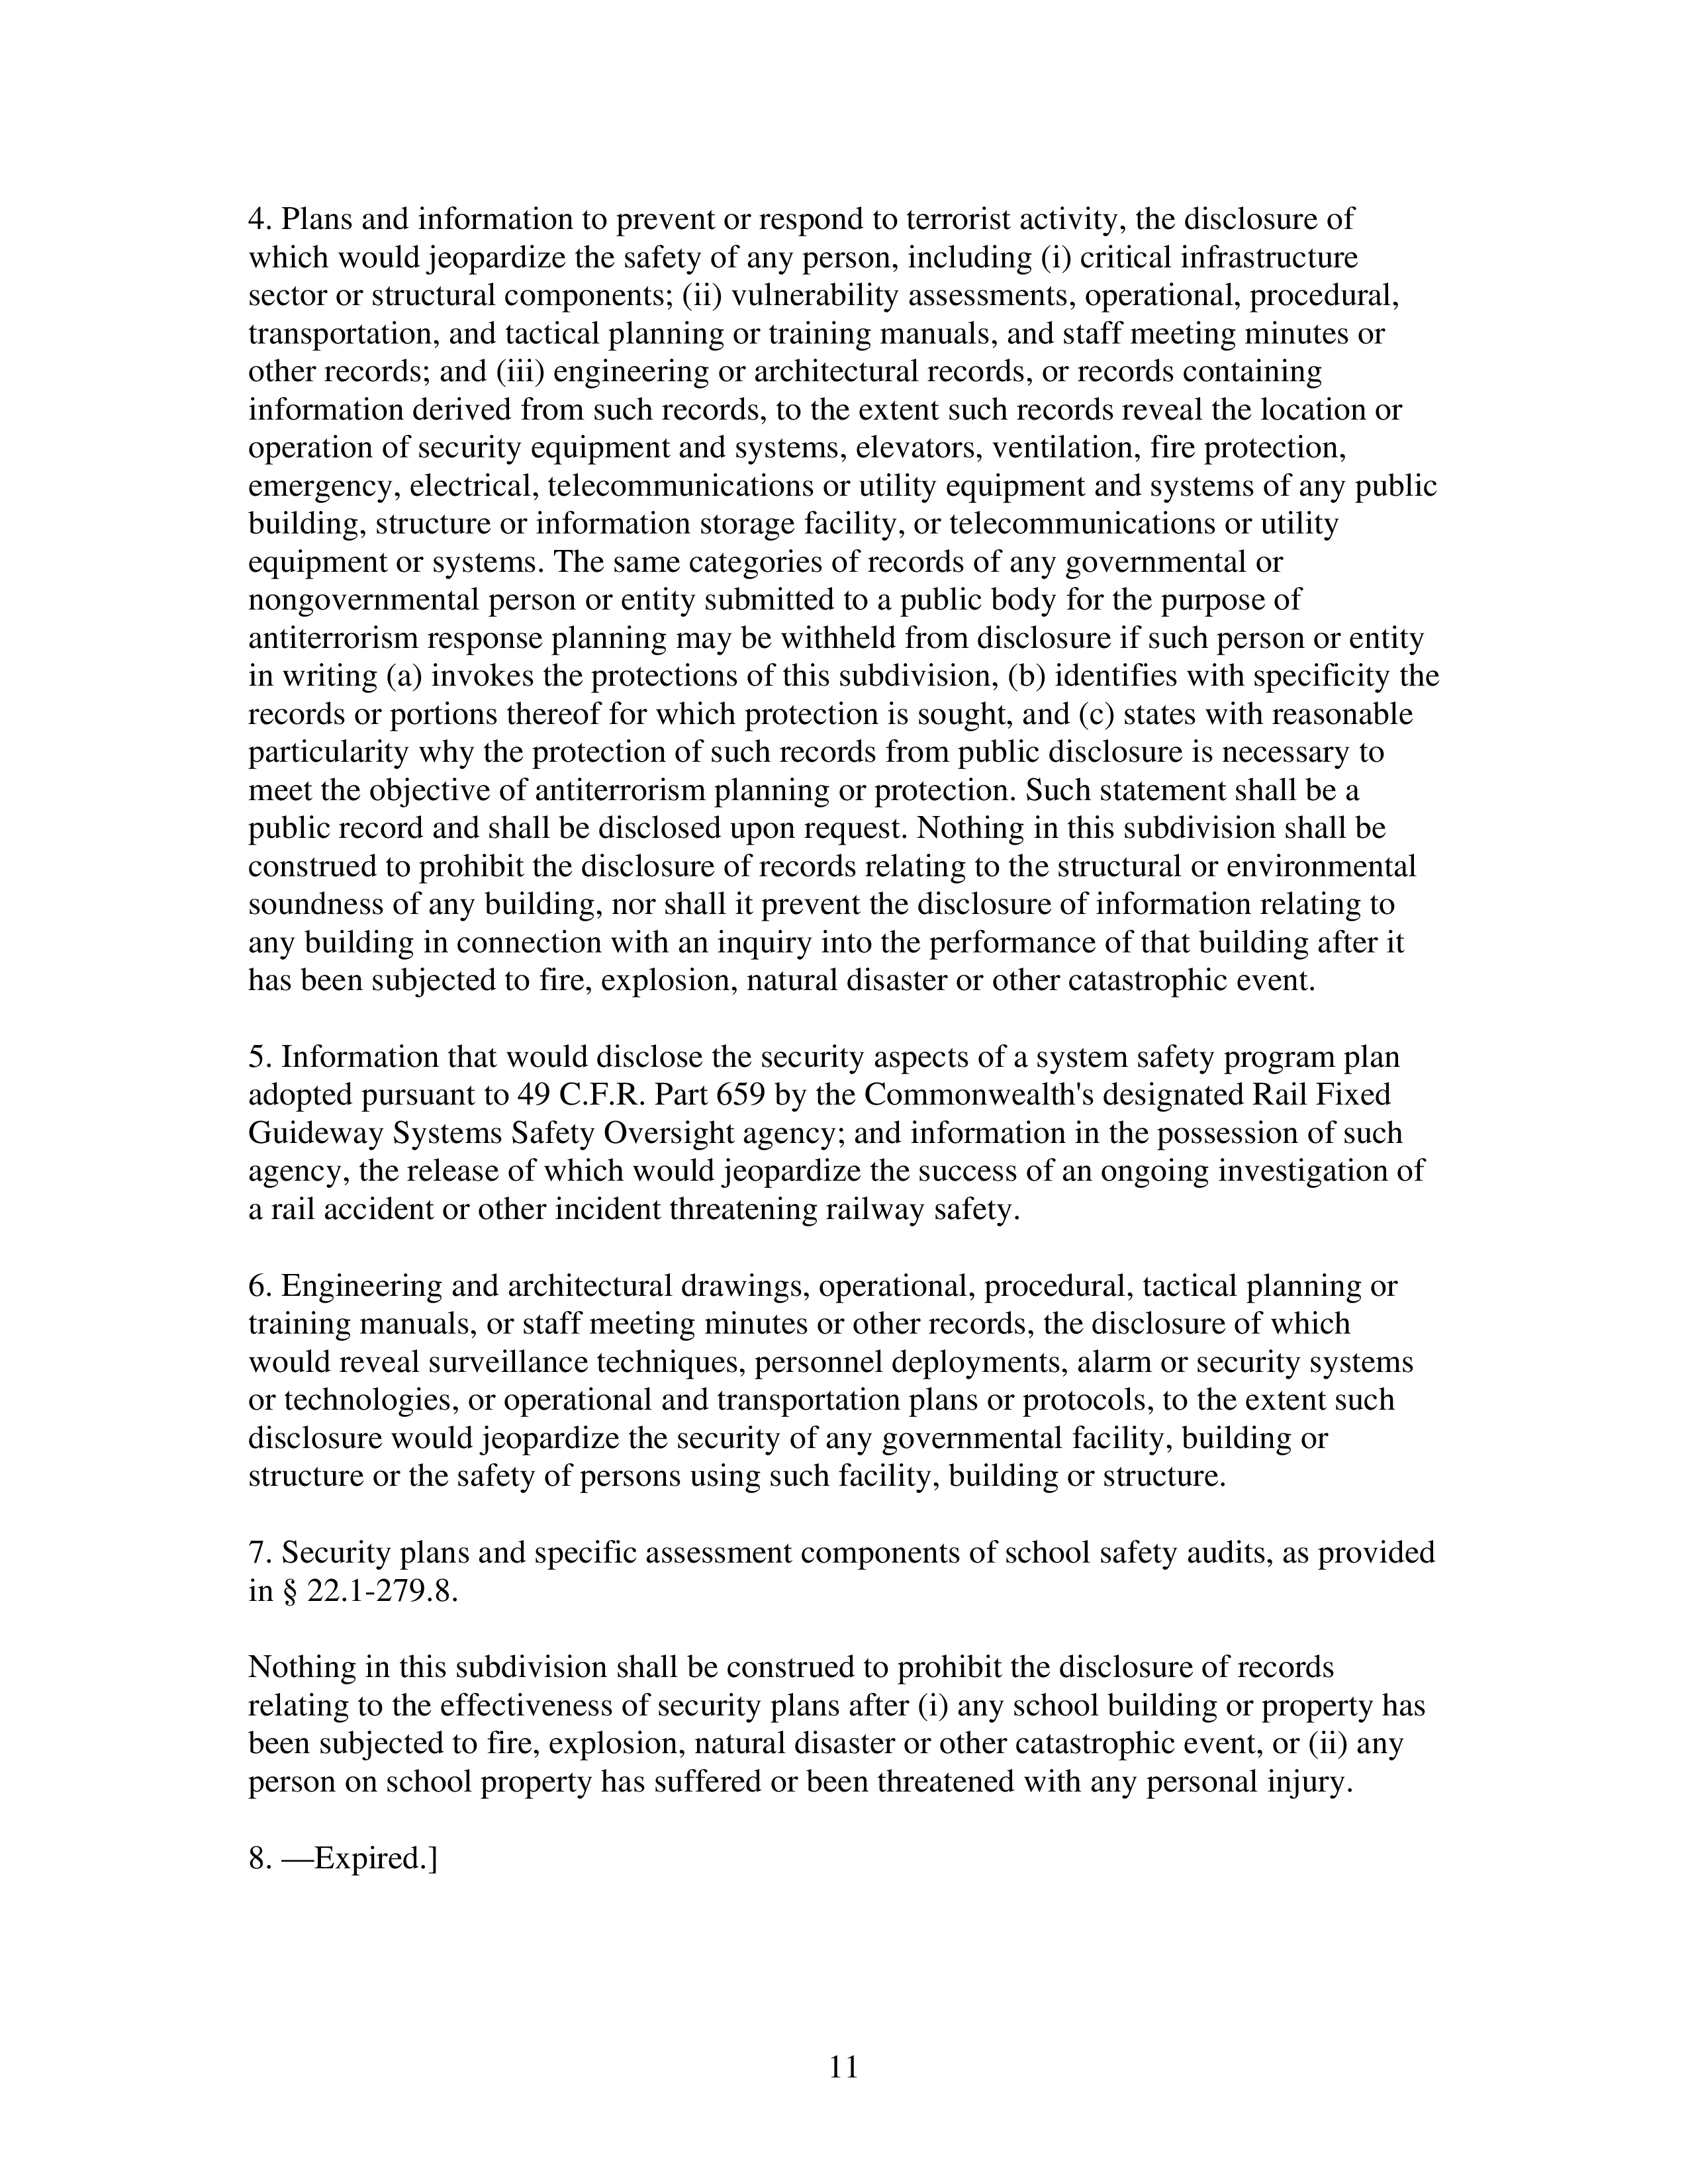 4. Plans and information to prevent or respond to terrorist activity, the disclosure of
which would jeopardize the safety of any person, including (i) critical infrastructure
sector or structural components; (ii) vulnerability assessments, operational, procedural,
transportation, and tactical planning or training manuals, and staff meeting minutes or
other records; and (iii) engineering or architectural records, or records containing
information derived from such records, to the extent such records reveal the location or
operation of security equipment and systems, elevators, ventilation, fire protection,
emergency, electrical, telecommunications or utility equipment and systems of any public
building, structure or information storage facility, or telecommunications or utility
equipment or systems. The same categories of records of any governmental or
nongovernmental person or entity submitted to a public body for the purpose of
antiterrorism response planning may be withheld from disclosure if such person or entity
in writing (a) invokes the protections of this subdivision, (b) identifies with specificity the
records or portions thereof for which protection is sought, and (c) states with reasonable
particularity why the protection of such records from public disclosure is necessary to
meet the objective of antiterrorism planning or protection. Such statement shall be a
public record and shall be disclosed upon request. Nothing in this subdivision shall be
construed to prohibit the disclosure of records relating to the structural or environmental
soundness of any building, nor shall it prevent the disclosure of information relating to
any building in connection with an inquiry into the performance of that building after it
has been subjected to fire, explosion, natural disaster or other catastrophic event.
5. Information that would disclose the security aspects of a system safety program plan
adopted pursuant to 49 C.F.R. Part 659 by the Commonwealth's designated Rail Fixed
Guideway Systems Safety Oversight agency; and information in the possession of such
agency, the release of which would jeopardize the success of an ongoing investigation of
a rail accident or other incident threatening railway safety.
6. Engineering and architectural drawings, operational, procedural, tactical planning or
training manuals, or staff meeting minutes or other records, the disclosure of which
would reveal surveillance techniques, personnel deployments, alarm or security systems
or technologies, or operational and transportation plans or protocols, to the extent such
disclosure would jeopardize the security of any governmental facility, building or
structure or the safety of persons using such facility, building or structure.
7. Security plans and specific assessment components of school safety audits, as provided
in § 22.1-279.8.
Nothing in this subdivision shall be construed to prohibit the disclosure of records
relating to the effectiveness of security plans after (i) any school building or property has
been subjected to fire, explosion, natural disaster or other catastrophic event, or (ii) any
person on school property has suffered or been threatened with any personal injury.
8. —Expired.]
11